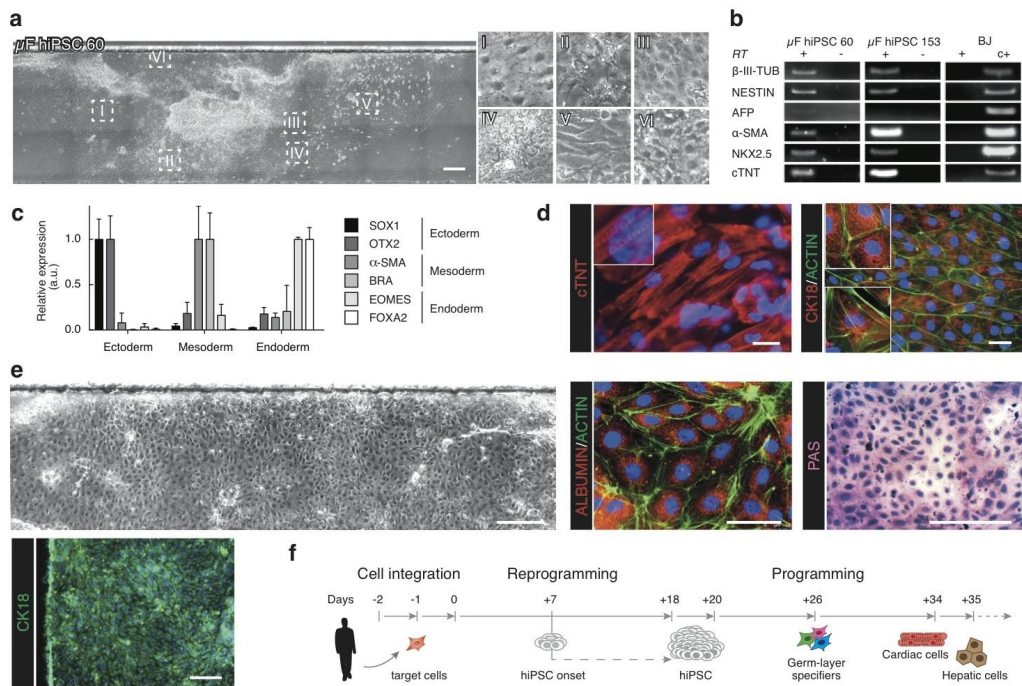 a
µF hiPSC 60
VI
I
II
III
IV
V
I
II
III
IV
V
VI
b
µF hiPSC 60
µF hiPSC 153
BJ
RT
+
-
+
-
+
c+
β-III-TUB
NESTIN
AFP
α-SMA
NKX2.5
cTNT
c
Relative expression
(a.u.)
1.0
0.5
0.0
Ectoderm
Mesoderm
Endoderm
SOX1
OTX2
α-SMA
BRA
EOMES
FOXA2
Ectoderm
Mesoderm
Endoderm
d
cTNT
CK18/ACTIN
e
ALBUMIN/ACTIN
PAS
CK18
f
Cell integration
Reprogramming
Programming
Days
-2
-1
0
+7
+18
+20
+26
+34
+35
target cells
hiPSC onset
hiPSC
Germ-layer
specifiers
Cardiac cells
Hepatic cells